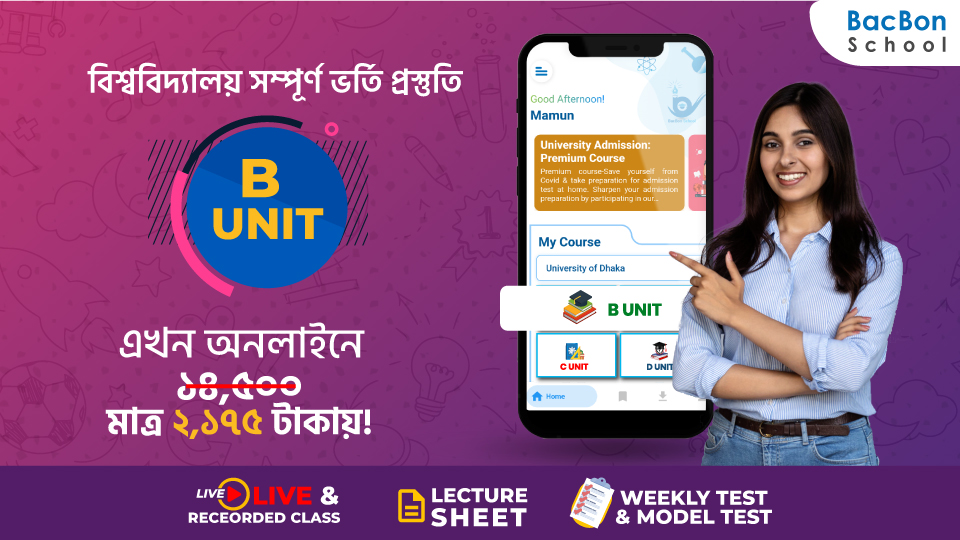 BacBon
School
বিশ্ববিদ্যালয় সম্পূর্ণ ভর্তি প্রস্তুতি
B
UNIT
এখন অনলাইনে
১৪,৫০০
মাত্র ২,১৭৫ টাকায়!
Good Afternoon!
Mamun
BacBon School
University Admission:
Premium Course
Premium course-Save yourself from
Covid & take preparation for admission
test at home. Sharpen your admission
preparation by participating in our...
My Course
University of Dhaka
B UNIT
C UNIT
D UNIT
Home
LIVE LIVE &
RECEORDED CLASS
LECTURE
SHEET
WEEKLY TEST
& MODEL TEST